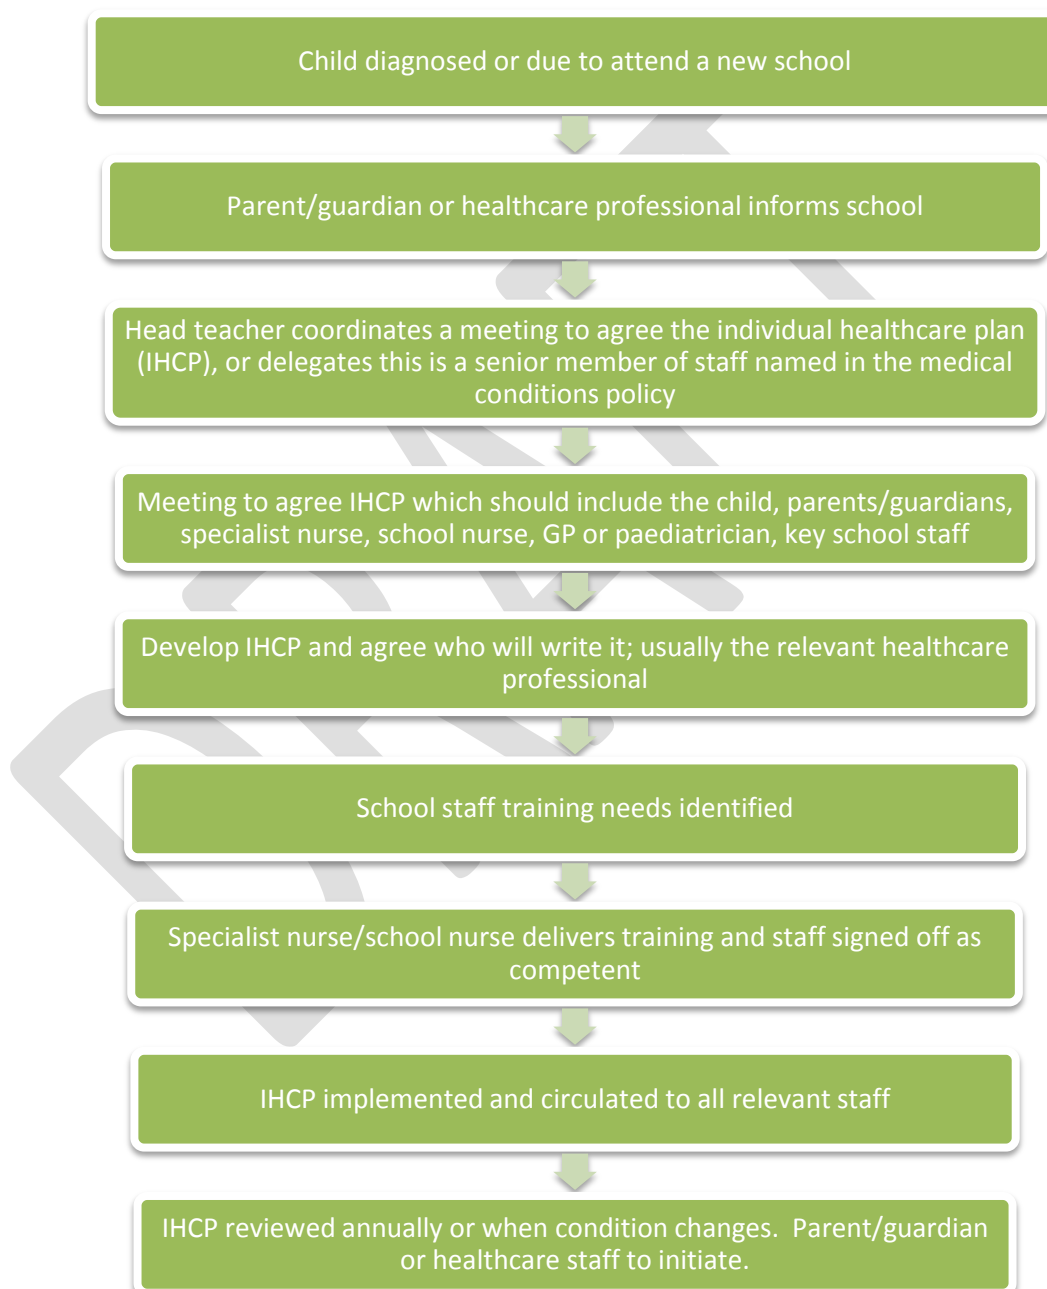 Child diagnosed or due to attend a new school
Parent/guardian or healthcare professional informs school
Head teacher coordinates a meeting to agree the individual healthcare plan
(IHCP), or delegates this is a senior member of staff named in the medical
conditions policy
Meeting to agree IHCP which should include the child, parents/guardians,
specialist nurse, school nurse, GP or paediatrician, key school staff
Develop IHCP and agree who will write it; usually the relevant healthcare
professional
School staff training needs identified
Specialist nurse/school nurse delivers training and staff signed off as
competent
IHCP implemented and circulated to all relevant staff
IHCP reviewed annually or when condition changes.  Parent/guardian
or healthcare staff to initiate.
DRAFT